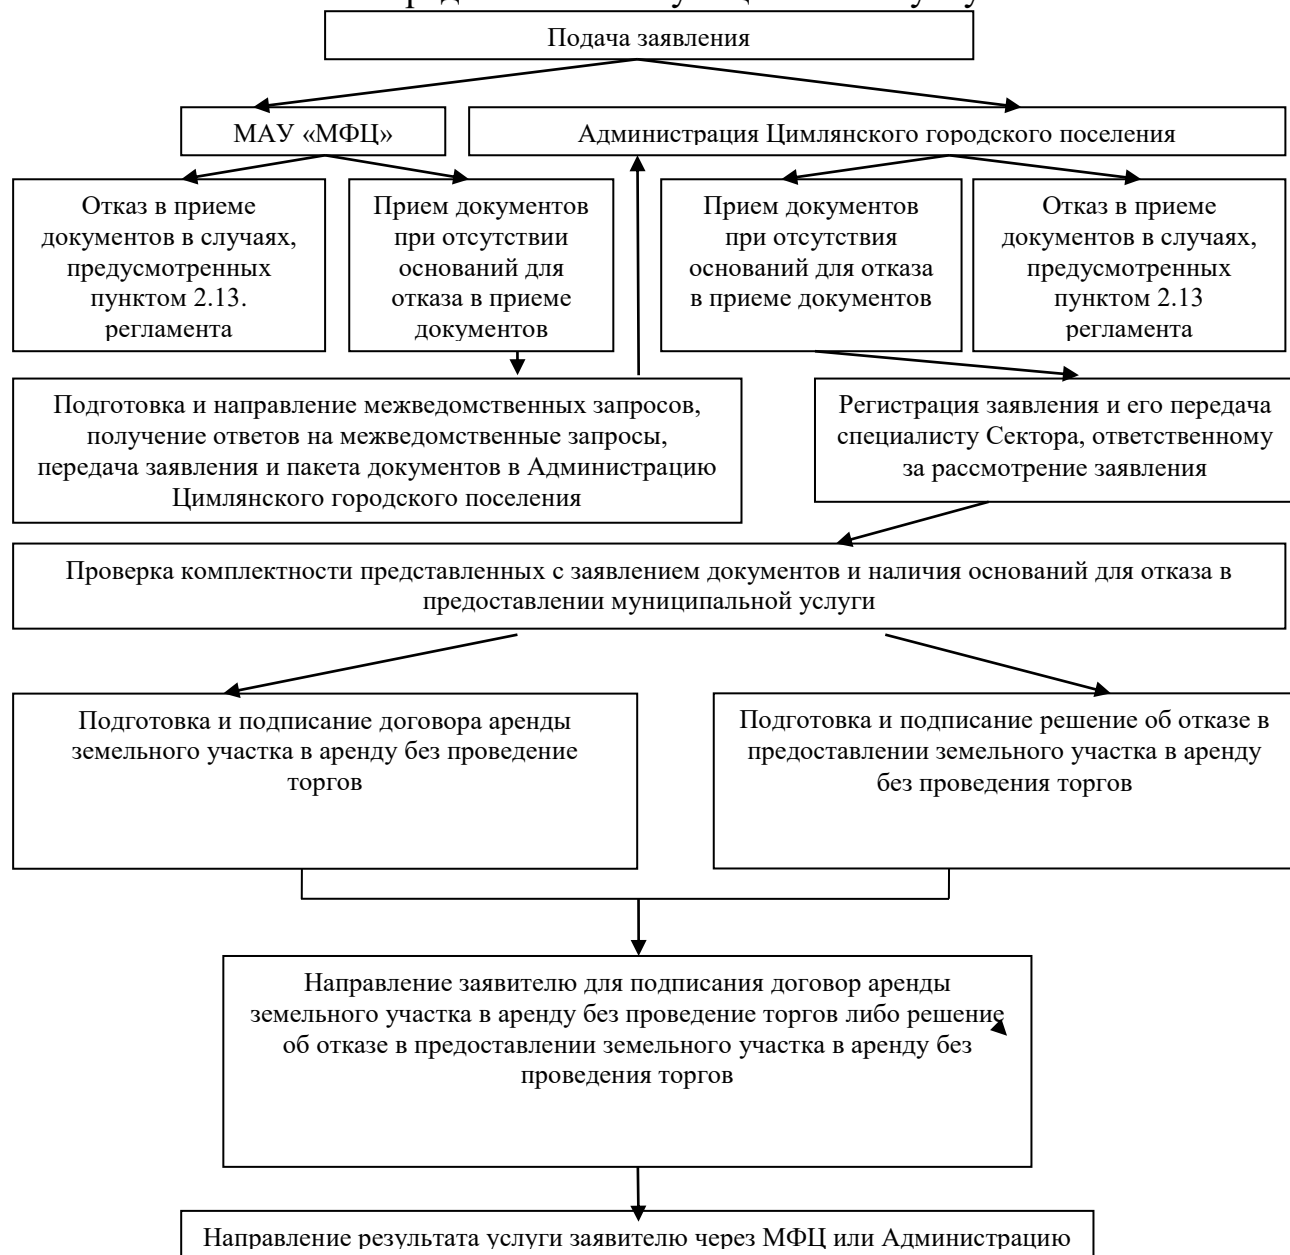 Подача заявления
МАУ «МФЦ»
Администрация Цимлянского городского поселения
Отказ в приеме
документов в случаях,
предусмотренных
пунктом 2.13.
регламента
Прием документов
при отсутствии
оснований для
отказа в приеме
документов
Прием документов
при отсутствия
оснований для отказа
в приеме документов
Отказ в приеме
документов в случаях,
предусмотренных
пунктом 2.13
регламента
Подготовка и направление межведомственных запросов,
получение ответов на межведомственные запросы,
передача заявления и пакета документов в Администрацию
Цимлянского городского поселения
Регистрация заявления и его передача
специалисту Сектора, ответственному
за рассмотрение заявления
Проверка комплектности представленных с заявлением документов и наличия оснований для отказа в
предоставлении муниципальной услуги
Подготовка и подписание договора аренды
земельного участка в аренду без проведение
торгов
Подготовка и подписание решение об отказе в
предоставлении земельного участка в аренду
без проведения торгов
Направление заявителю для подписания договор аренды
земельного участка в аренду без проведение торгов либо решение
об отказе в предоставлении земельного участка в аренду без
проведения торгов
Направление результата услуги заявителю через МФЦ или Администрацию